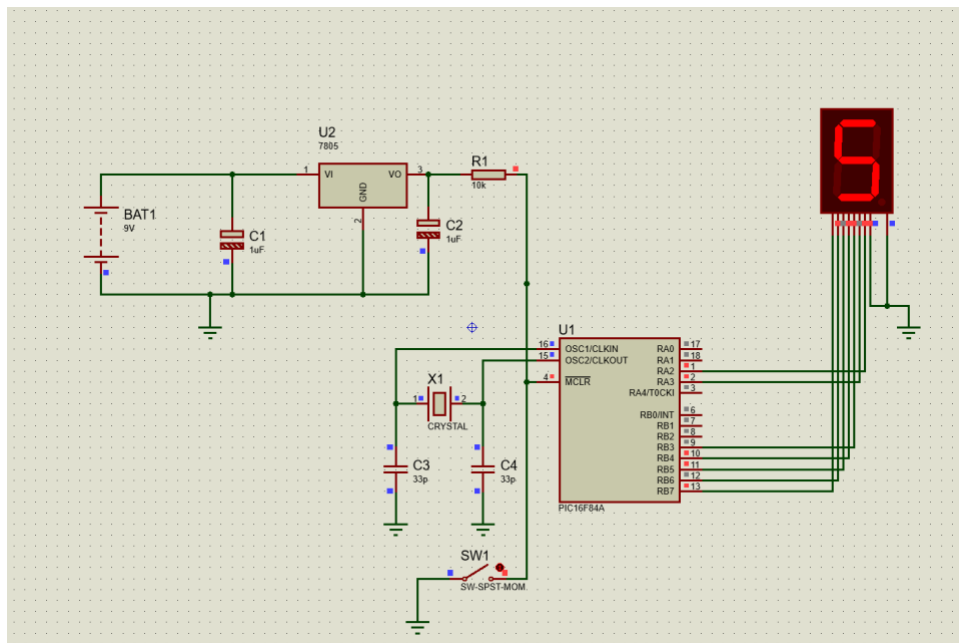 U2
7805
1
VI
VO
3
GND
2
R1
10k
BAT1
9V
C1
1uF
C2
1uF
U1
16
OSC1/CLKIN
15
OSC2/CLKOUT
4
MCLR
RA0
17
RA1
18
RA2
1
RA3
2
RA4/T0CKI
3
RB0/INT
6
RB1
7
RB2
8
RB3
9
RB4
10
RB5
11
RB6
12
RB7
13
PIC16F84A
X1
1
2
CRYSTAL
C3
33p
C4
33p
SW1
SW-SPST-MOM
5